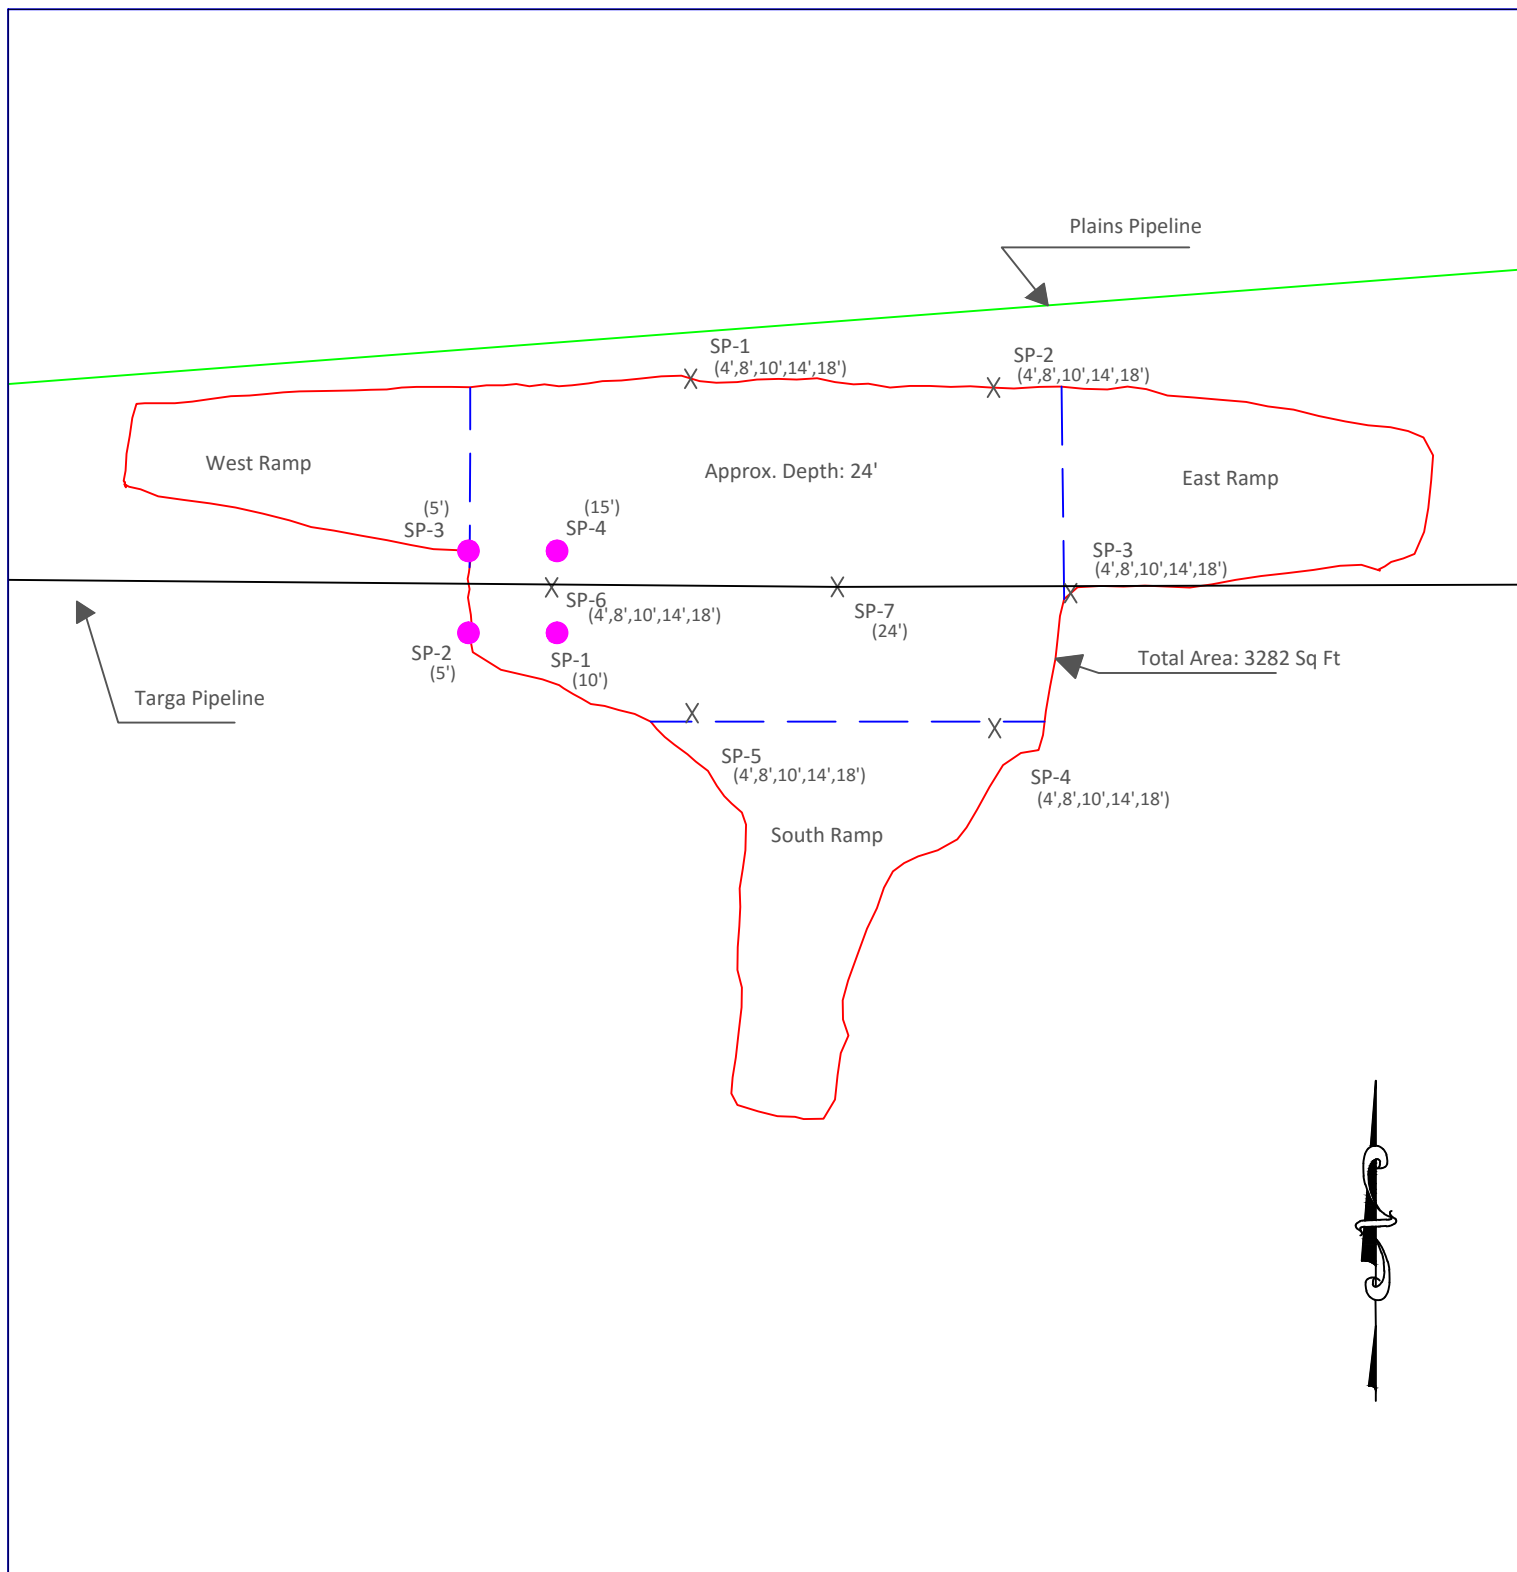 Plains Pipeline
SP-1
(4',8',10',14',18')
SP-2
(4',8',10',14',18')
West Ramp
Approx. Depth: 24'
East Ramp
(5')
SP-3
(15')
SP-4
SP-3
(4',8',10',14',18')
SP-6
(4',8',10',14',18')
SP-7
(24')
SP-2
(5')
SP-1
(10')
Total Area: 3282 Sq Ft
Targa Pipeline
SP-5
(4',8',10',14',18')
SP-4
(4',8',10',14',18')
South Ramp